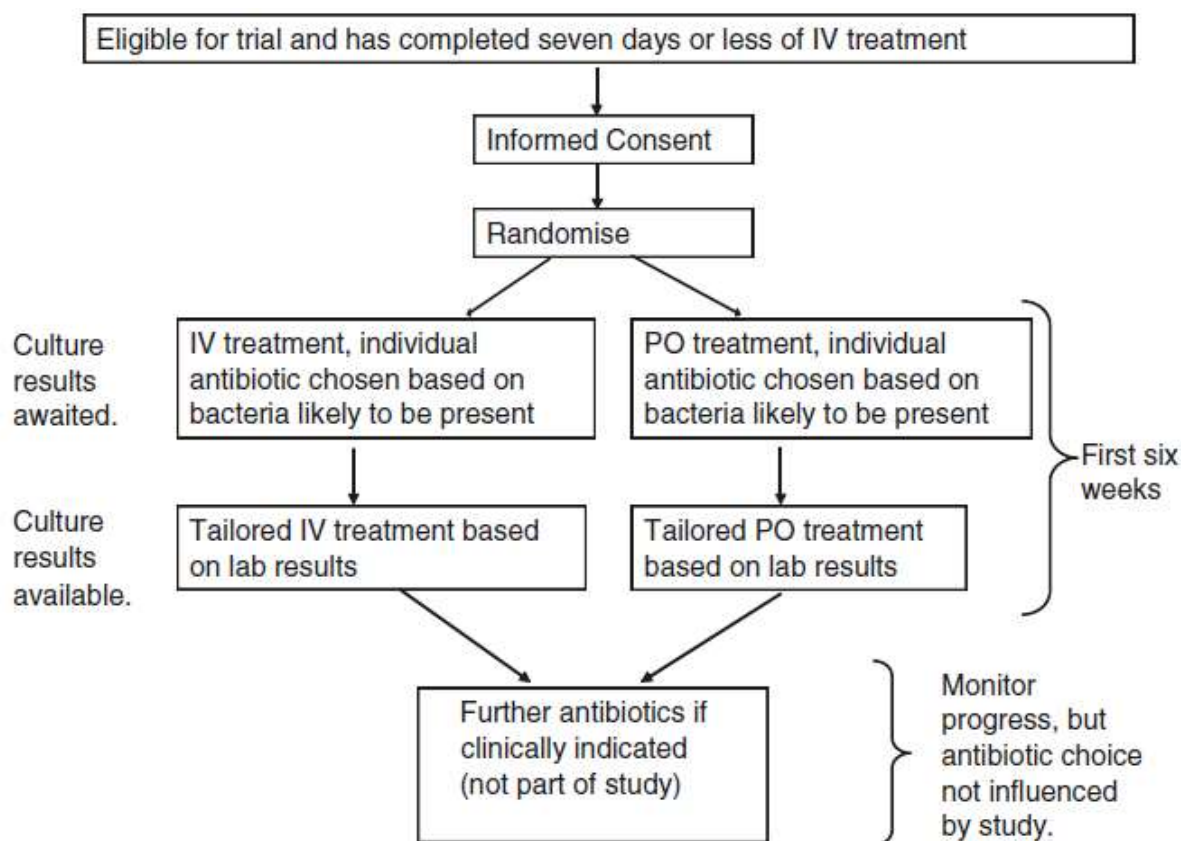 Eligible for trial and has completed seven days or less of IV treatment
Informed Consent
Randomise
Culture
results
awaited.
IV treatment, individual
antibiotic chosen based on
bacteria likely to be present
PO treatment, individual
antibiotic chosen based on
bacteria likely to be present
First six
weeks
Culture
results
available.
Tailored IV treatment based
on lab results
Tailored PO treatment
based on lab results
Further antibiotics if
clinically indicated
(not part of study)
Monitor
progress, but
antibiotic choice
not influenced
by study.